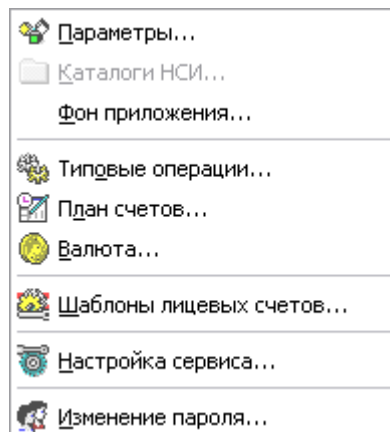 Параметры...
Каталоги НСИ...
Фон приложения...
Типовые операции...
План счетов...
Валюта...
Шаблоны лицевых счетов...
Настройка сервиса...
Изменение пароля...